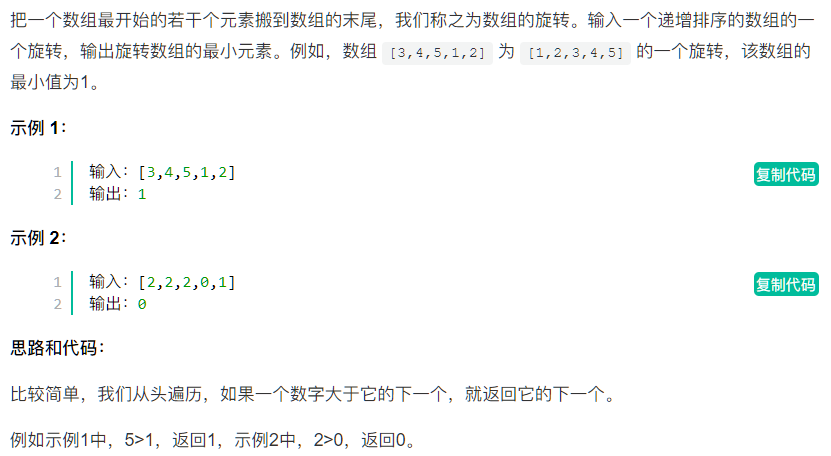 把一个数组最开始的若干个元素搬到数组的末尾，我们称之为数组的旋转。输入一个递增排序的数组的一
个旋转，输出旋转数组的最小元素。例如，数组 [3,4,5,1,2] 为 [1,2,3,4,5] 的一个旋转，该数组的
最小值为1。
示例 1：
1 输入：[3,4,5,1,2] 复制代码
2 输出：1
示例 2：
1 输入：[2,2,2,0,1] 复制代码
2 输出：0
思路和代码：
比较简单，我们从头遍历，如果一个数字大于它的下一个，就返回它的下一个。
例如示例1中，5>1，返回1，示例2中，2>0，返回0。